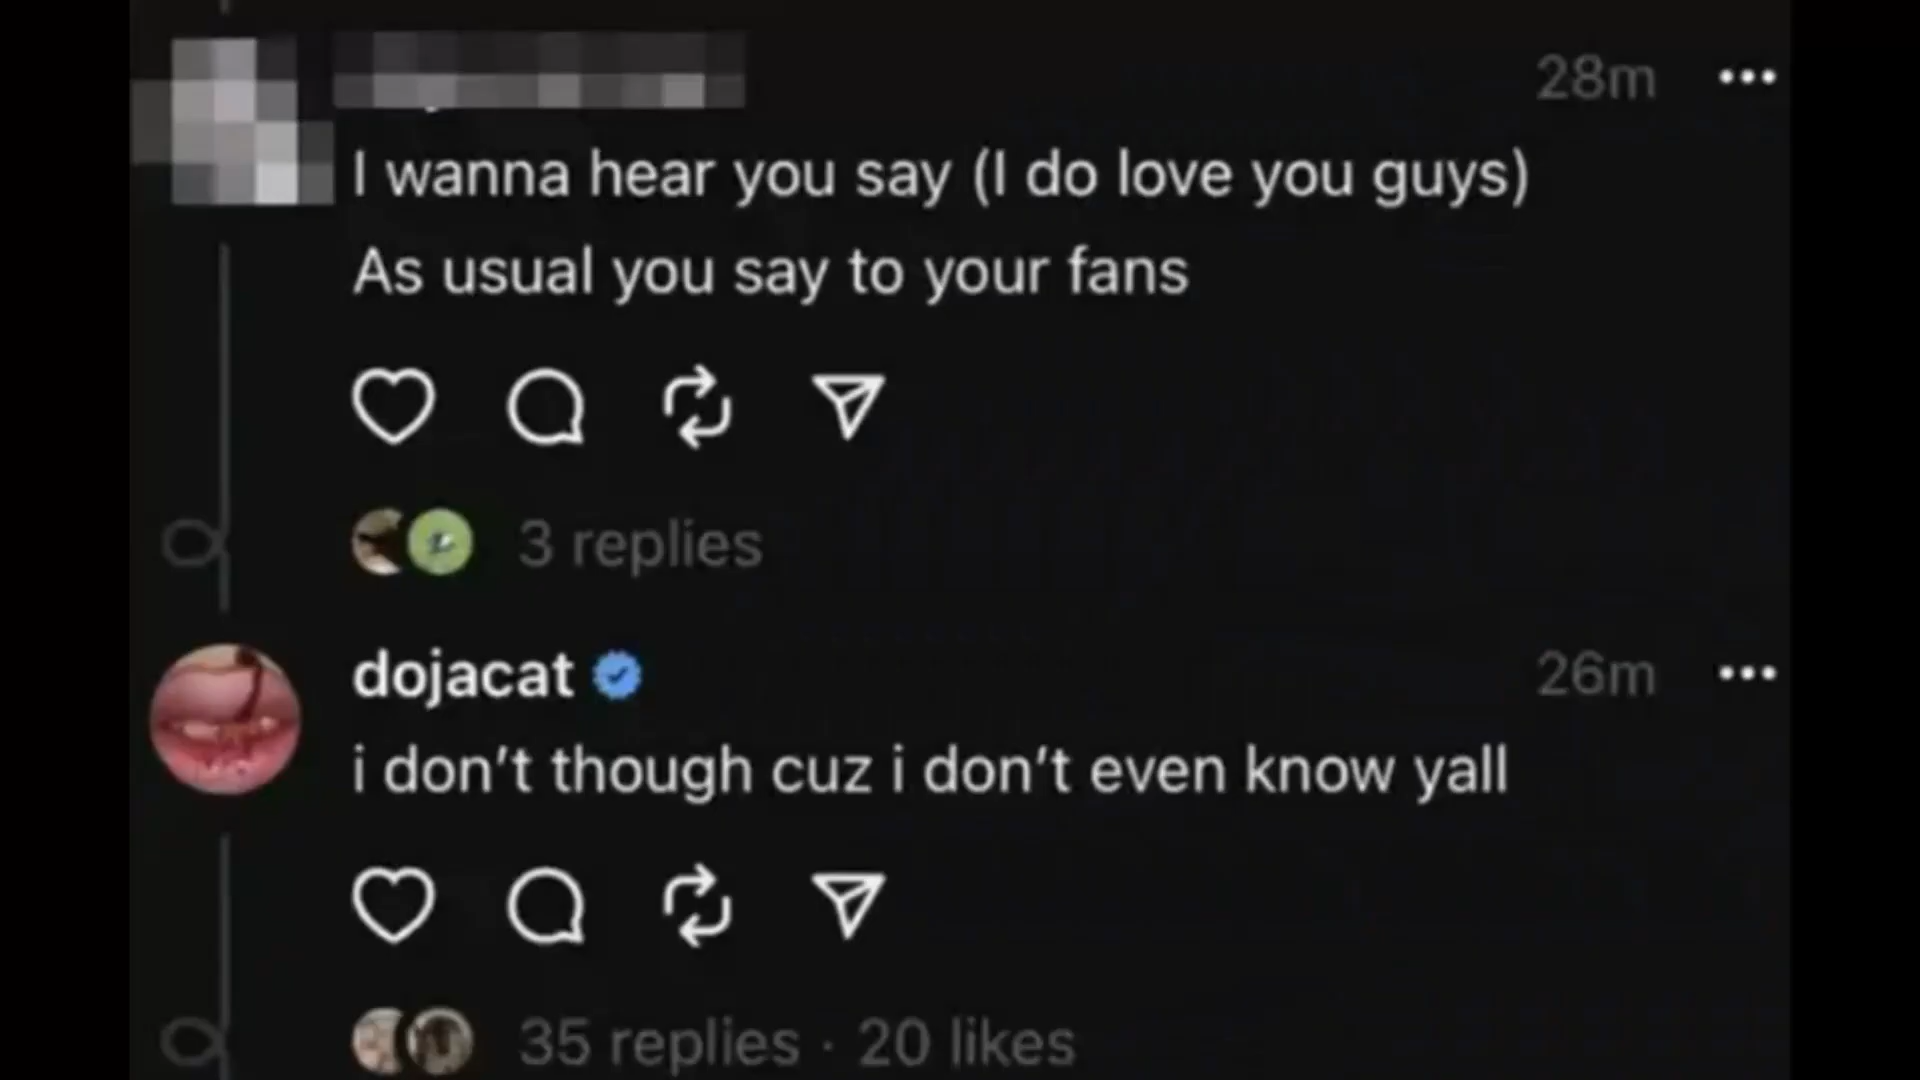 28m
I wanna hear you say (I do love you guys)
As usual you say to your fans
3 replies
dojacat
26m
i don’t though cuz i don’t even know yall
35 replies · 20 likes